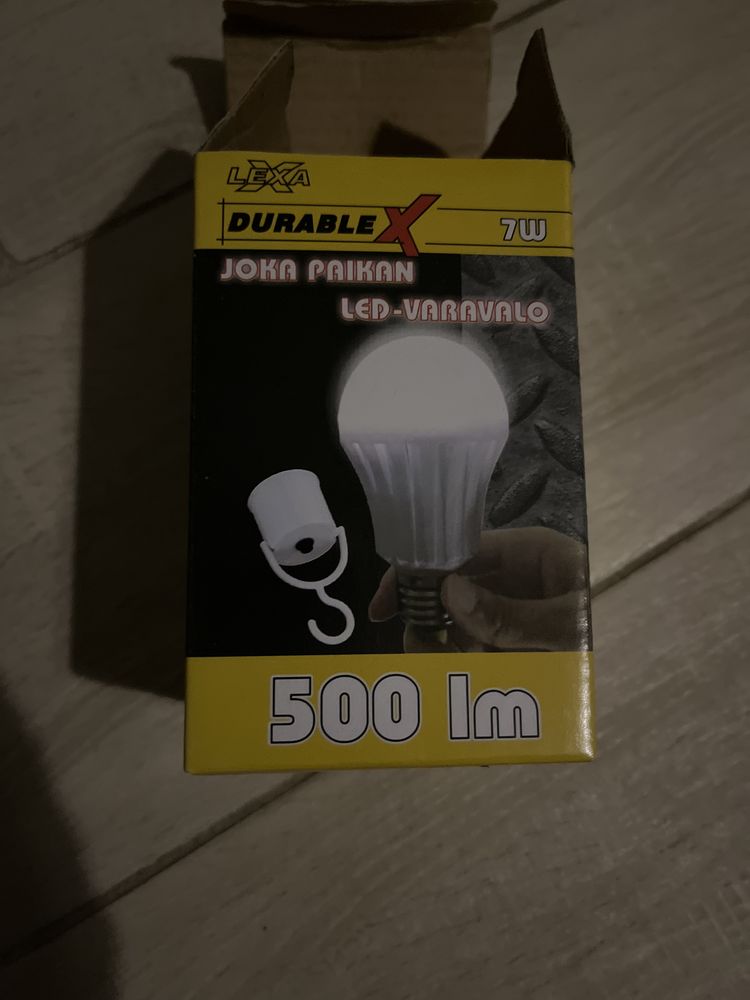 LEXA
DURABLE X 7W
JOKA PAIKAN
LED-VARAVALO
500 lm